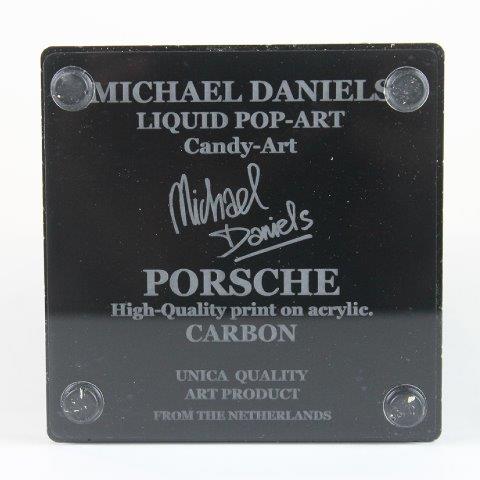 MICHAEL DANIELS
LIQUID POP-ART
Candy-Art
Michael
Daniels
PORSCHE
High-Quality print on acrylic.
CARBON
UNICA QUALITY
ART PRODUCT
FROM THE NETHERLANDS